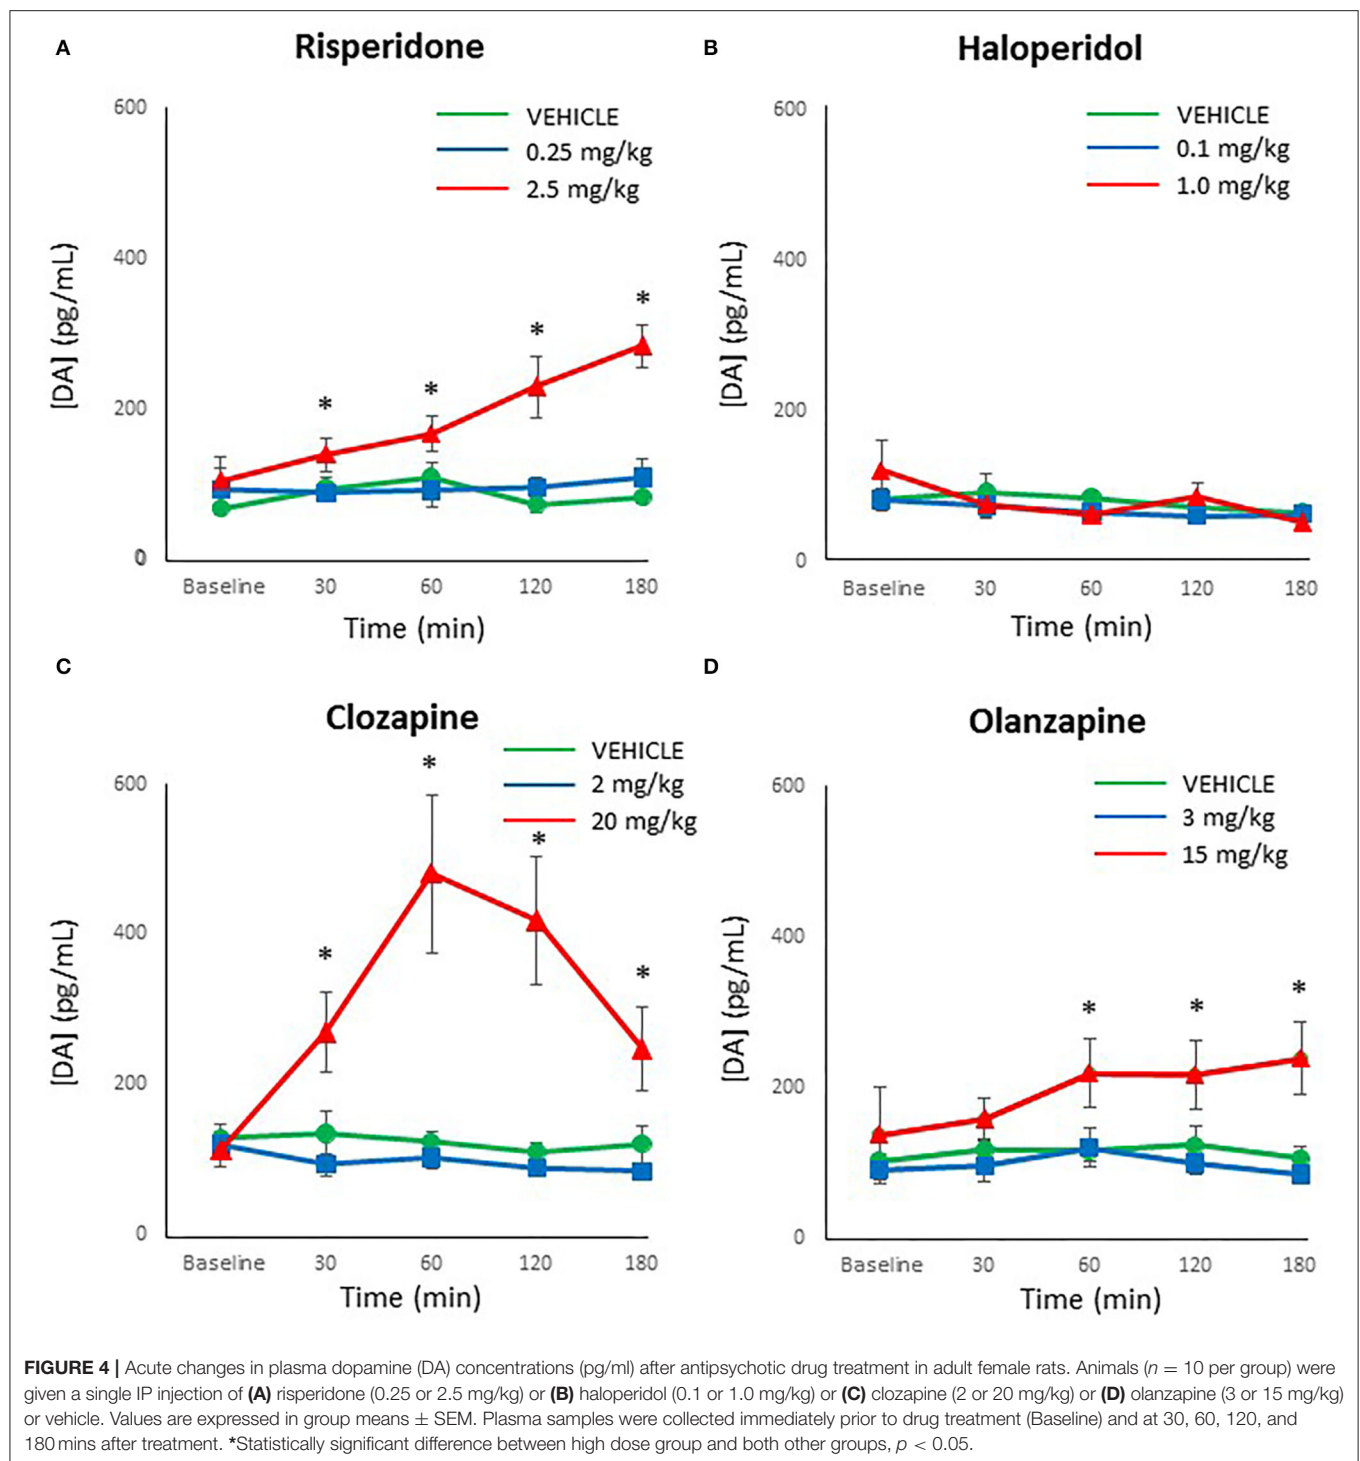 A
Risperidone
VEHICLE
0.25 mg/kg
2.5 mg/kg
600
400
200
0
[DA] (pg/mL)
*
*
*
*
Baseline 30 60 120 180
Time (min)
B
Haloperidol
VEHICLE
0.1 mg/kg
1.0 mg/kg
600
400
200
0
[DA] (pg/mL)
Baseline 30 60 120 180
Time (min)
C
Clozapine
VEHICLE
2 mg/kg
20 mg/kg
600
400
200
0
[DA] (pg/mL)
*
*
*
*
Baseline 30 60 120 180
Time (min)
D
Olanzapine
VEHICLE
3 mg/kg
15 mg/kg
600
400
200
0
[DA] (pg/mL)
*
*
*
Baseline 30 60 120 180
Time (min)
FIGURE 4 | Acute changes in plasma dopamine (DA) concentrations (pg/ml) after antipsychotic drug treatment in adult female rats. Animals (n = 10 per group) were
given a single IP injection of (A) risperidone (0.25 or 2.5 mg/kg) or (B) haloperidol (0.1 or 1.0 mg/kg) or (C) clozapine (2 or 20 mg/kg) or (D) olanzapine (3 or 15 mg/kg)
or vehicle. Values are expressed in group means ± SEM. Plasma samples were collected immediately prior to drug treatment (Baseline) and at 30, 60, 120, and
180 mins after treatment. *Statistically significant difference between high dose group and both other groups, p < 0.05.